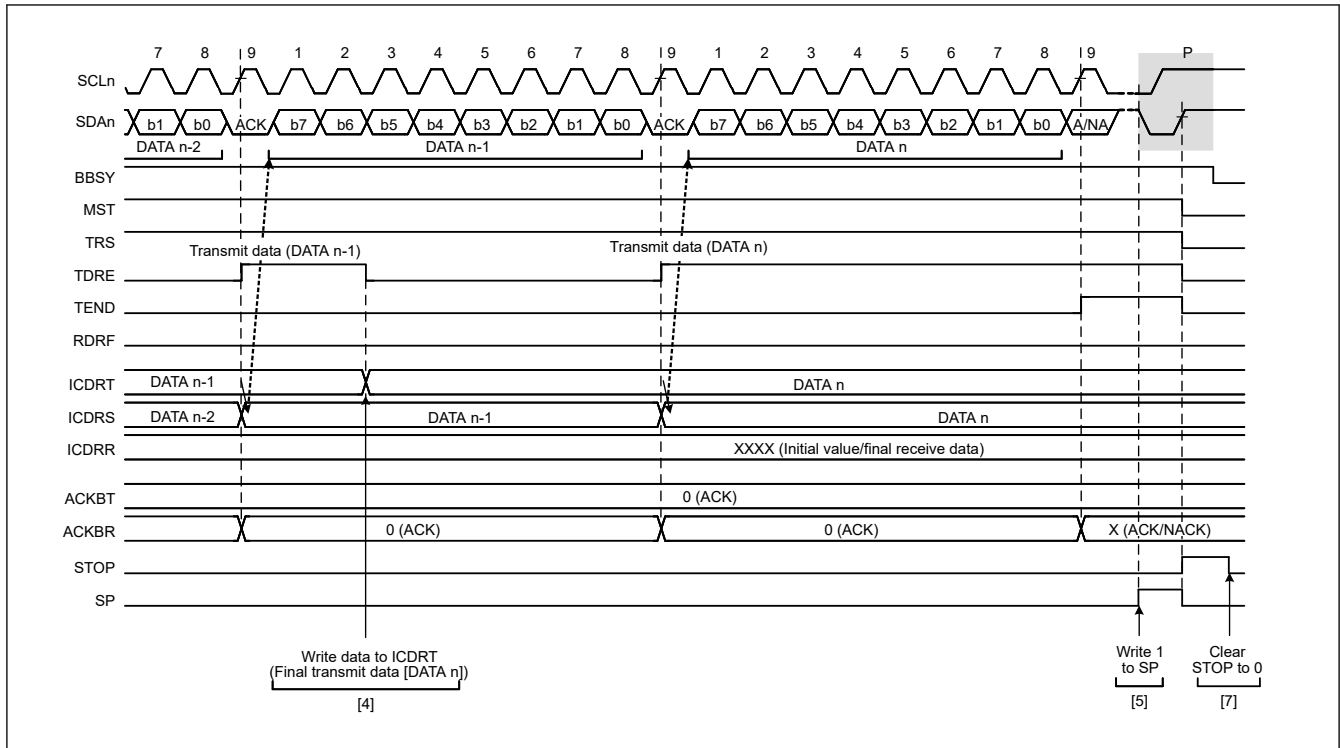 7 8 9 1 2 3 4 5 6 7 8 9 1 2 3 4 5 6 7 8 9 P
SCLn
SDAn b1 b0 ACK b7 b6 b5 b4 b3 b2 b1 b0 ACK b7 b6 b5 b4 b3 b2 b1 b0 A/NA
DATA n-2 DATA n-1 DATA n
BBSY
MST
TRS
Transmit data (DATA n-1) Transmit data (DATA n)
TDRE
TEND
RDRF
ICDRT DATA n-1 DATA n
ICDRS DATA n-2 DATA n-1 DATA n
ICDRR XXXX (Initial value/final receive data)
ACKBT 0 (ACK)
ACKBR 0 (ACK) 0 (ACK) X (ACK/NACK)
STOP
SP
Write data to ICDRT
(Final transmit data [DATA n])
[4]
Write 1
to SP
[5]
Clear
STOP to 0
[7]